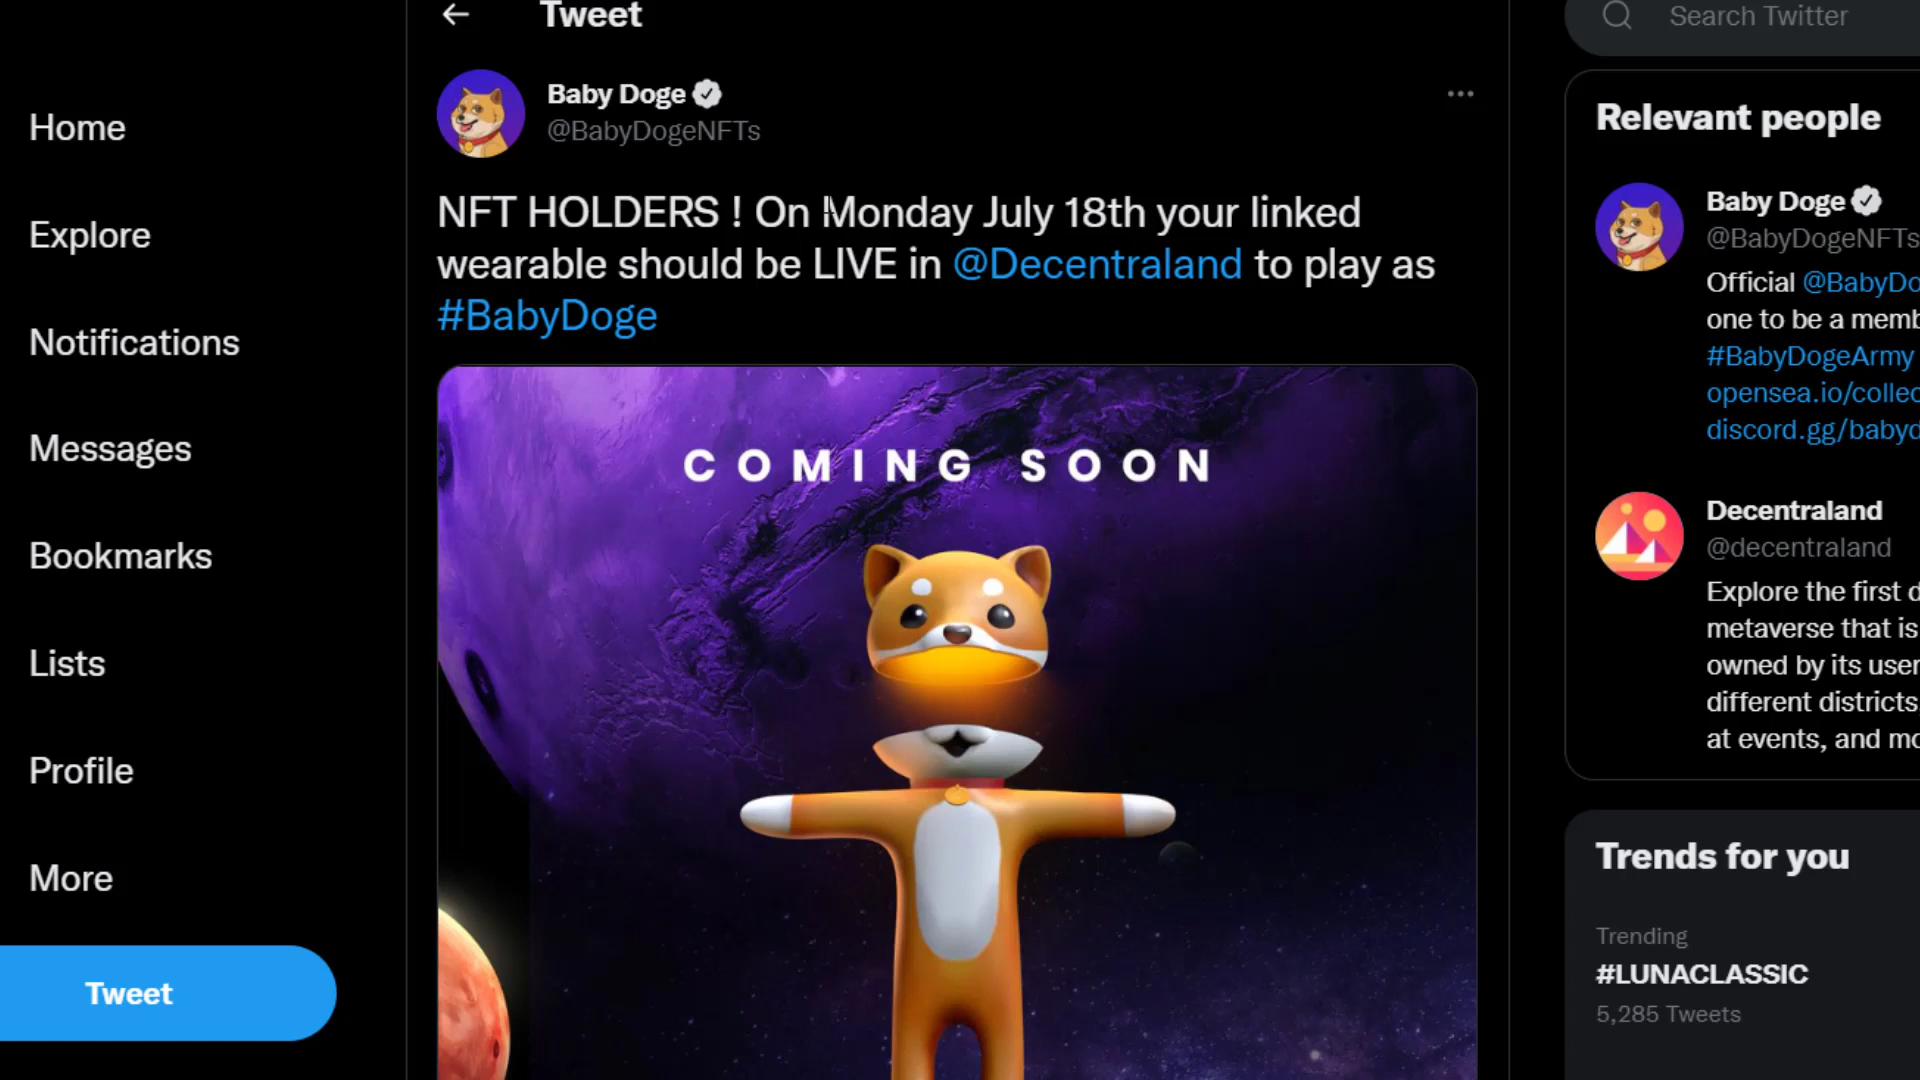 Tweet
Search Twitter
Home
Explore
Notifications
Messages
Bookmarks
Lists
Profile
More
Tweet
Baby Doge
@BabyDogeNFTs
NFT HOLDERS ! On Monday July 18th your linked
wearable should be LIVE in @Decentraland to play as
#BabyDoge
COMING SOON
Relevant people
Baby Doge
@BabyDogeNFTs
Official @BabyDo
one to be a memb
#BabyDogeArmy
opensea.io/collec
discord.gg/babyd
Decentraland
@decentraland
Explore the first d
metaverse that is
owned by its user
different districts.
at events, and mo
Trends for you
Trending
#LUNACLASSIC
5,285 Tweets